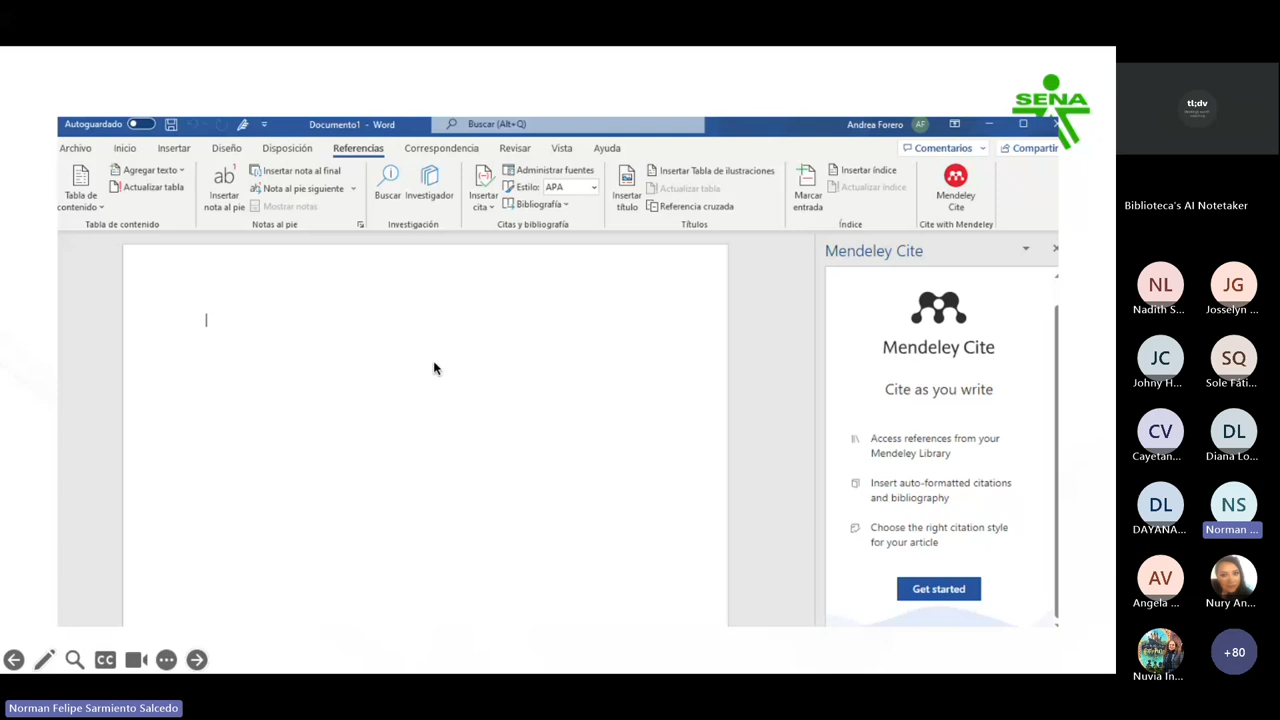 SENA
Autoguardado
Documento1 - Word
Buscar (Alt+Q)
Andrea Forero
AF
Archivo
Inicio
Insertar
Diseño
Disposición
Referencias
Correspondencia
Revisar
Vista
Ayuda
Comentarios
Compartir
Tabla de
contenido
Agregar texto
Actualizar tabla
Tabla de contenido
ab
Insertar
nota al pie
Insertar nota al final
Nota al pie siguiente
Mostrar notas
Notas al pie
Buscar
Investigador
Investigación
Insertar
cita
Administrar fuentes
Estilo: APA
Bibliografía
Citas y bibliografía
Insertar
título
Insertar Tabla de ilustraciones
Actualizar tabla
Referencia cruzada
Títulos
Marcar
entrada
Insertar índice
Actualizar índice
Índice
Mendeley
Cite
Cite with Mendeley
Mendeley Cite
Mendeley Cite
Cite as you write
Access references from your
Mendeley Library
Insert auto-formatted citations
and bibliography
Choose the right citation style
for your article
Get started
CC
Norman Felipe Sarmiento Salcedo
tl;dv
Biblioteca's AI Notetaker
NL
Nadith S...
JG
Josselyn ...
JC
Johny H...
SQ
Sole Fáti...
CV
Cayetan...
DL
Diana Lo...
DL
DAYANA...
NS
Norman ...
AV
Angela ...
Nury An...
Nuvia In...
+80